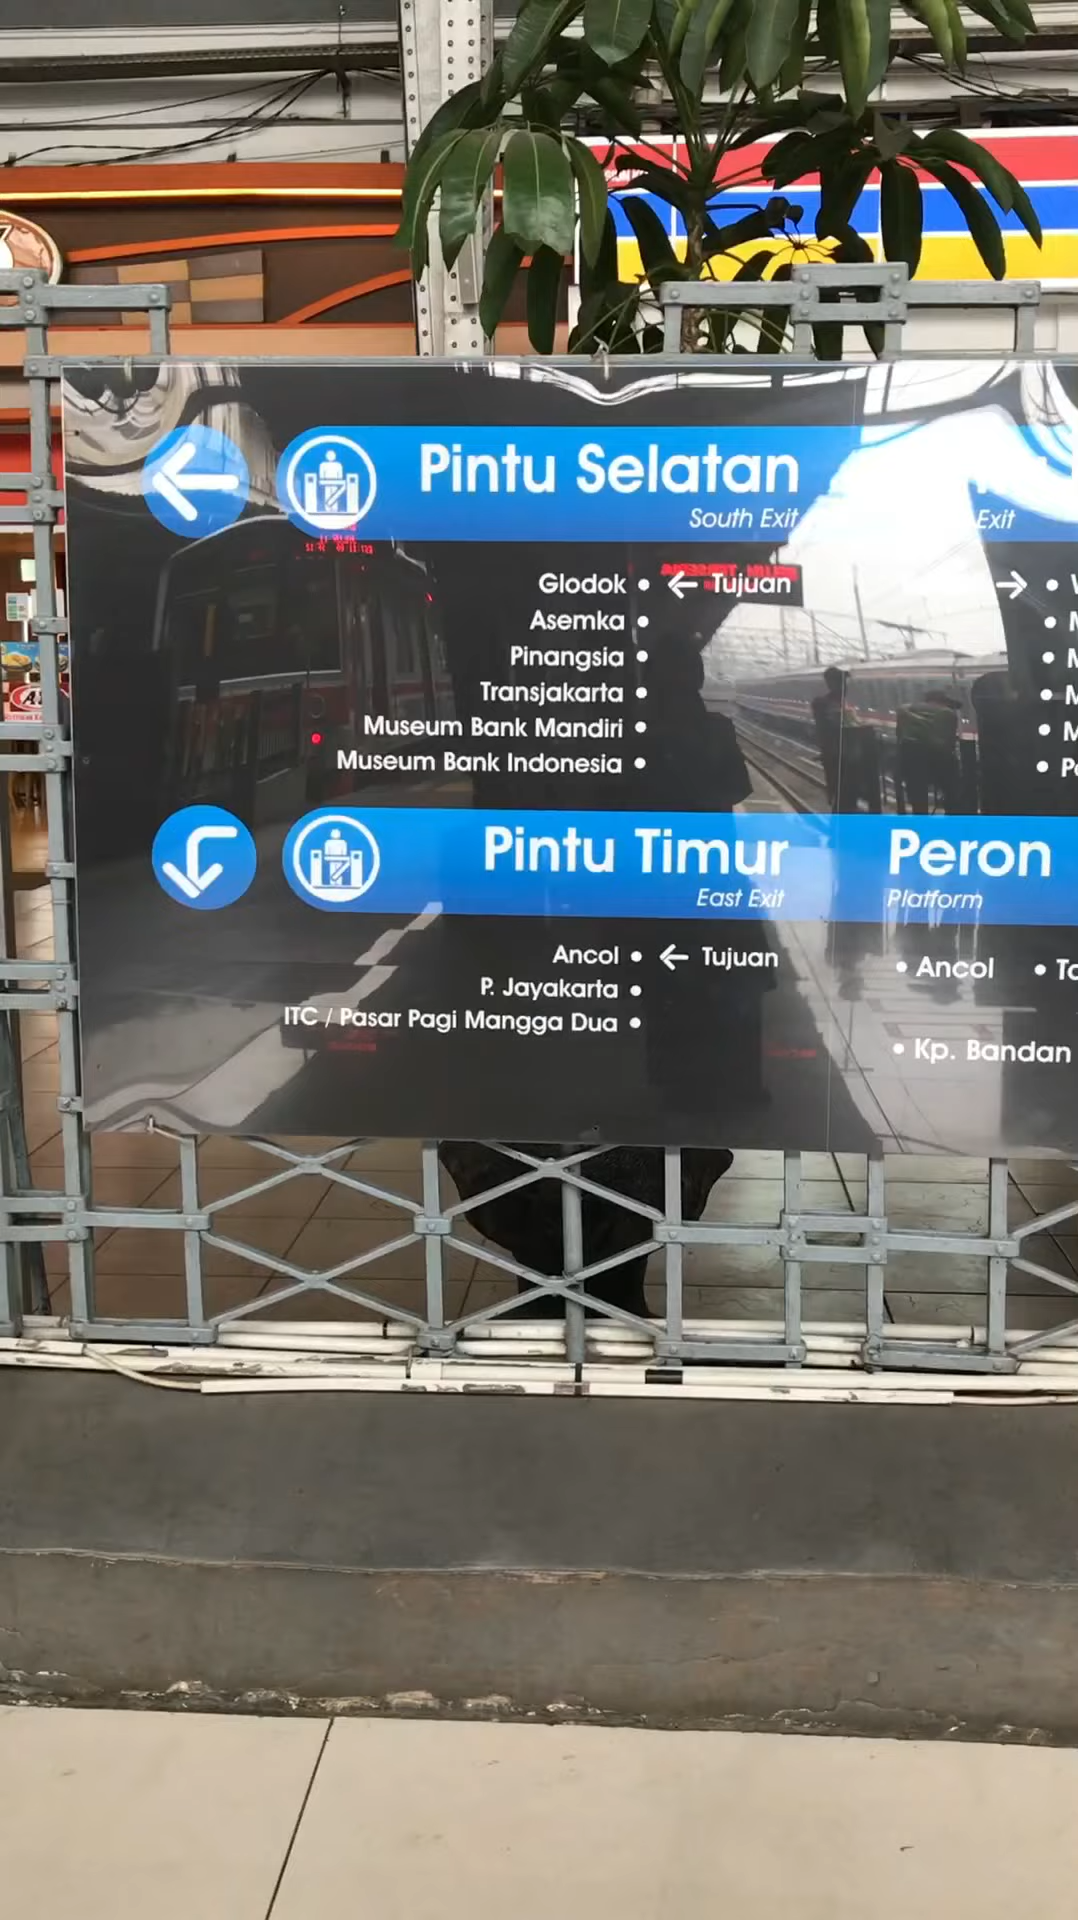 Pintu Selatan
South Exit
Exit
Glodok • ← Tujuan → •
Asemka •
Pinangsia •
Transjakarta •
Museum Bank Mandiri •
Museum Bank Indonesia •
Pintu Timur
East Exit
Peron
Platform
Ancol • ← Tujuan
P. Jayakarta •
ITC / Pasar Pagi Mangga Dua •
• Ancol •
• Kp. Bandan